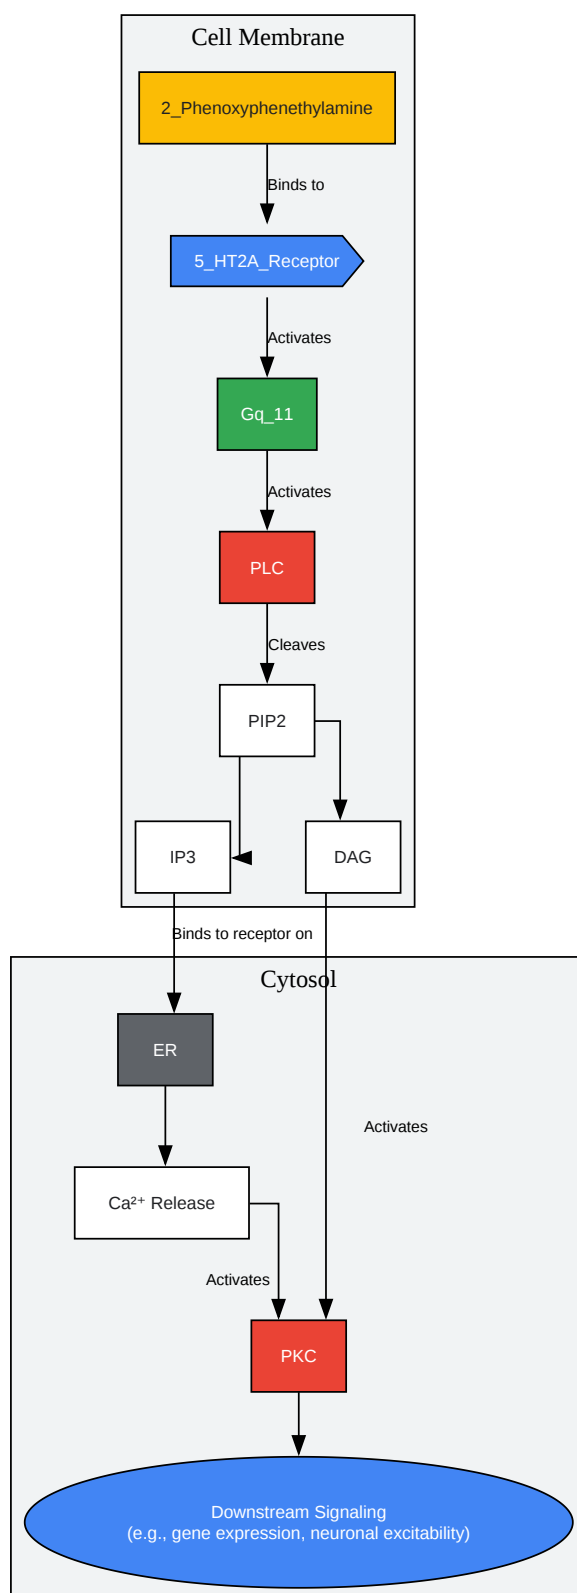 Cell Membrane
2_Phenoxyphenethylamine
Binds to
5_HT2A_Receptor
Activates
Gq_11
Activates
PLC
Cleaves
PIP2
IP3
DAG
Binds to receptor on
Cytosol
ER
Activates
Ca²⁺ Release
Activates
PKC
Downstream Signaling
(e.g., gene expression, neuronal excitability)